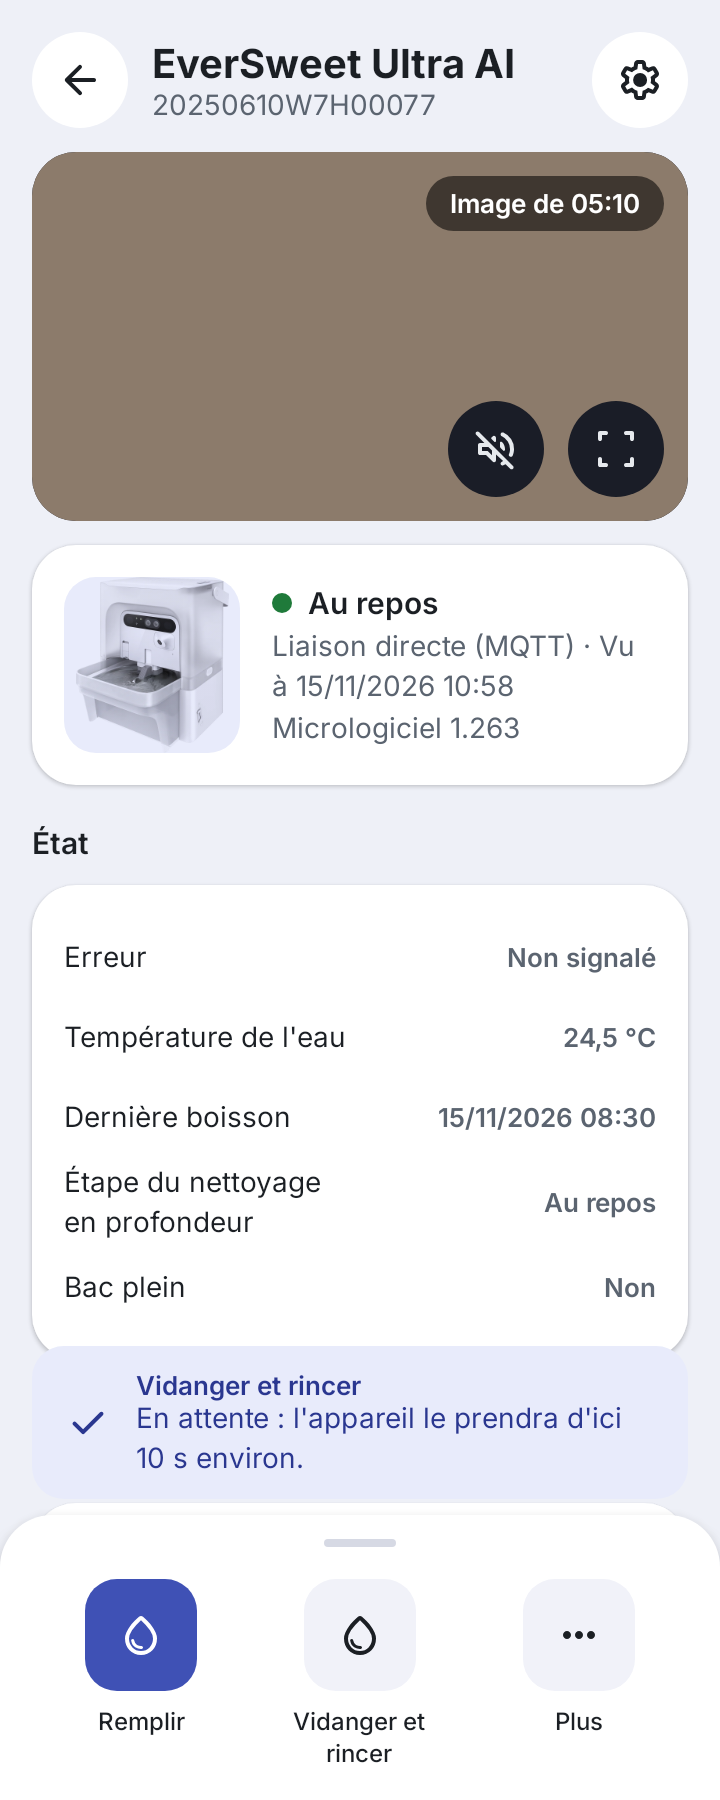 EverSweet Ultra AI
20250610W7H00077
Image de 05:10
Au repos
Liaison directe (MQTT) · Vu
à 15/11/2026 10:58
Micrologiciel 1.263
État
Erreur
Non signalé
Température de l'eau
24,5 °C
Dernière boisson
15/11/2026 08:30
Étape du nettoyage
en profondeur
Au repos
Bac plein
Non
Vidanger et rincer
En attente : l'appareil le prendra d'ici
10 s environ.
Remplir
Vidanger et
rincer
Plus